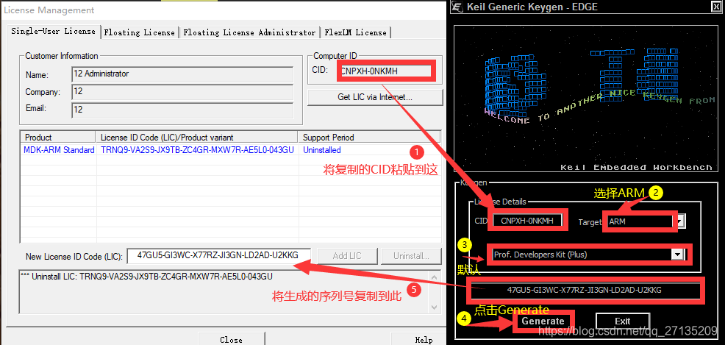 License Management
Single-User License
Floating License
Floating License Administrator
FlexLM License
Customer Information
Name:
12 Administrator
Company:
12
Email:
12
Computer ID
CID:
CNPXH-0NKMH
Get LIC via Internet...
Product
License ID Code (LIC)/Product variant
Support Period
MDK-ARM Standard
TRNQ9-VA2S9-JX9TB-ZC4GR-MXW7R-AE5L0-043GU
Uninstalled
1
将复制的CID粘贴到这
New License ID Code (LIC):
47GU5-GI3WC-X77RZ-JI3GN-LD2AD-U2KKG
Add LIC
Uninstall...
*** Uninstall LIC: TRNQ9-VA2S9-JX9TB-ZC4GR-MXW7R-AE5L0-043GU
5
将生成的序列号复制到此
Close
Help
Keil Generic Keygen - EDGE
WELCOME TO ANOTHER NICE KEYGEN FROM
Keil Embedded Workbench
Keygen
License Details
选择ARM
2
CID
CNPXH-0NKMH
Target
ARM
3
Prof. Developers Kit (Plus)
默认
47GU5-GI3WC-X77RZ-JI3GN-LD2AD-U2KKG
点击Generate
4
Generate
Exit
https://blog.csdn.net/qq_27135209